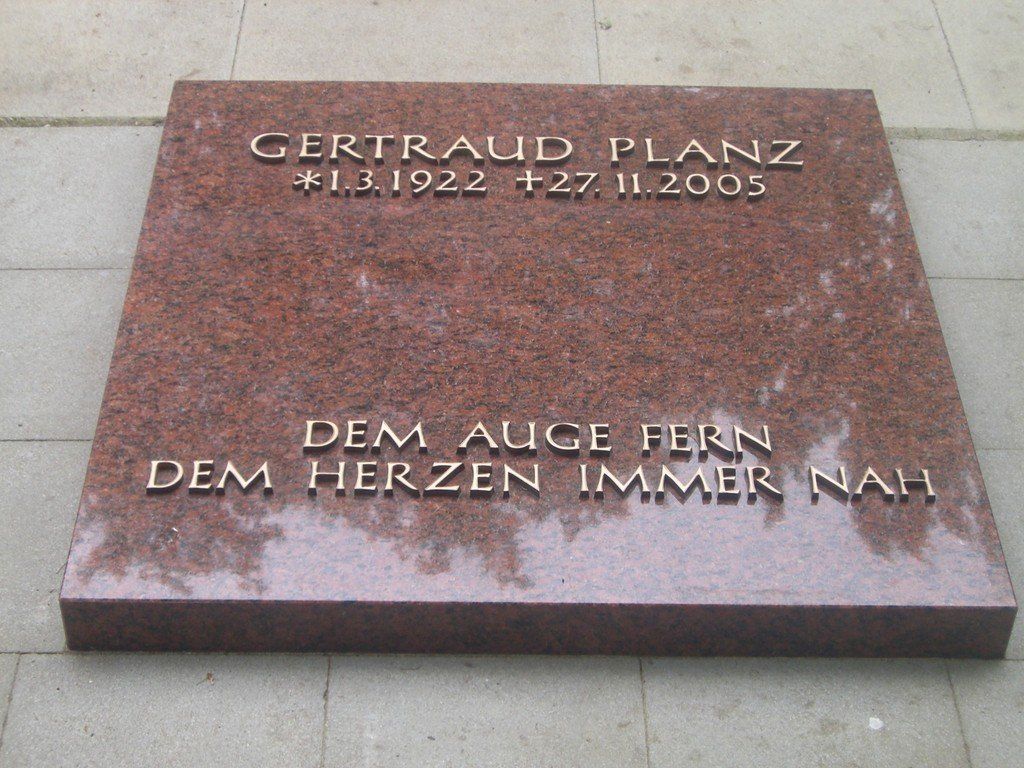 GERTRAUD PLANZ
*1.3.1922 +27.11.2005
DEM AUGE FERN
DEM HERZEN IMMER NAH